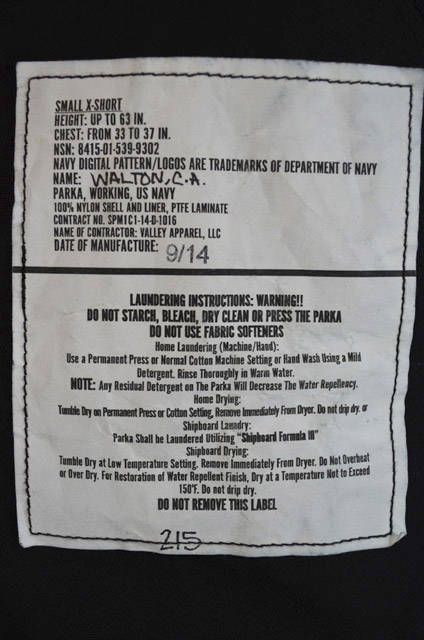 SMALL X-SHORT
HEIGHT: UP TO 63 IN.
CHEST: FROM 33 TO 37 IN.
NSN: 8415-01-539-9302
NAVY DIGITAL PATTERN/LOGOS ARE TRADEMARKS OF DEPARTMENT OF NAVY
NAME: WALTON, C.A.
PARKA, WORKING, US NAVY
100% NYLON SHELL AND LINER, PTFE LAMINATE
CONTRACT NO. SPM1C1-14-D-1016
NAME OF CONTRACTOR: VALLEY APPAREL, LLC
DATE OF MANUFACTURE: 9/14
LAUNDERING INSTRUCTIONS: WARNING!!
DO NOT STARCH, BLEACH, DRY CLEAN OR PRESS THE PARKA
DO NOT USE FABRIC SOFTENERS
Home Laundering (Machine/Hand):
Use a Permanent Press or Normal Cotton Machine Setting or Hand Wash Using a Mild
Detergent. Rinse Thoroughly in Warm Water.
NOTE: Any Residual Detergent on The Parka Will Decrease The Water Repellency.
Home Drying:
Tumble Dry on Permanent Press or Cotton Setting, Remove Immediately From Dryer. Do not drip dry. or
Shipboard Laundry:
Parka Shall be Laundered Utilizing "Shipboard Formula III"
Shipboard Drying:
Tumble Dry at Low Temperature Setting. Remove Immediately From Dryer. Do Not Overheat
or Over Dry. For Restoration of Water Repellent Finish, Dry at a Temperature Not to Exceed
150°F. Do not drip dry.
DO NOT REMOVE THIS LABEL
215